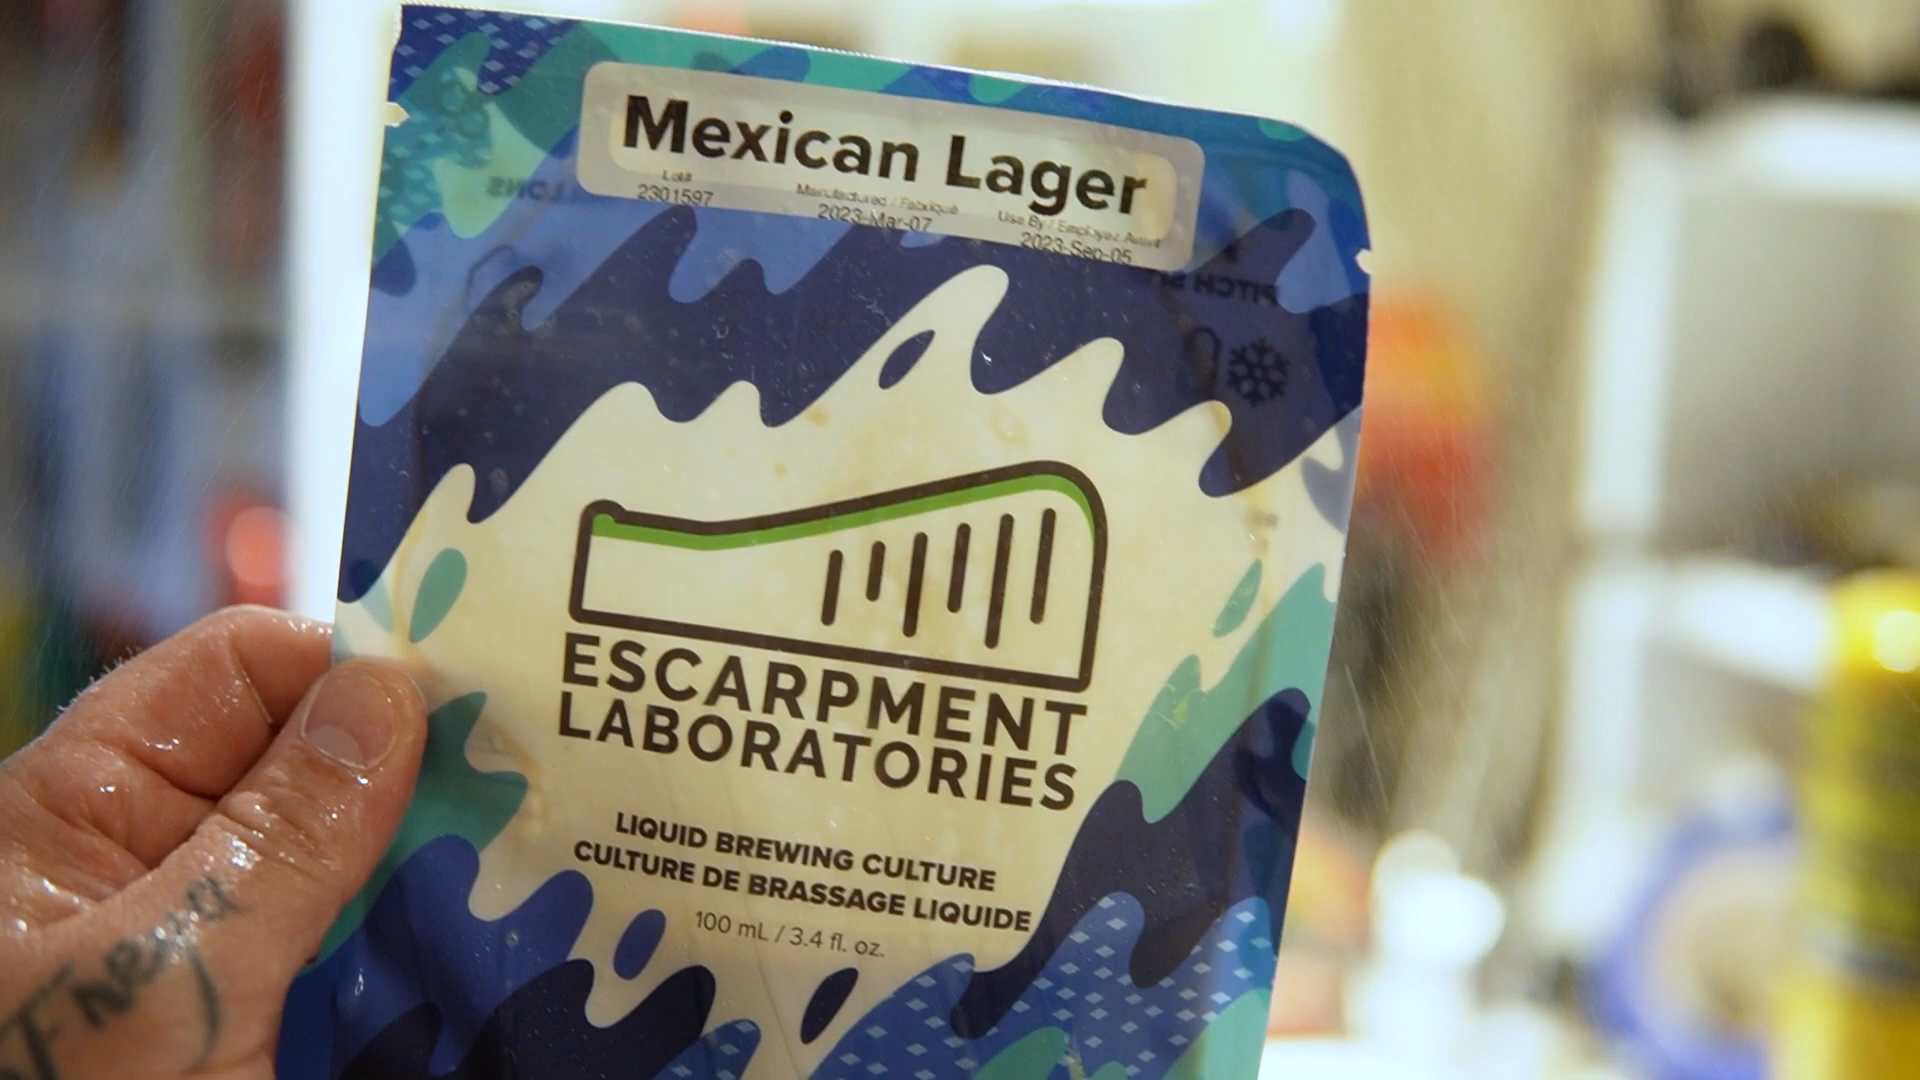 Mexican Lager
Lot#
2301597
Manufactured / Fabriqué
2023-Mar-07
Use By / Employez Avant
2023-Sep-05
PITCH
ESCARPMENT
LABORATORIES
LIQUID BREWING CULTURE
CULTURE DE BRASSAGE LIQUIDE
100 mL / 3.4 fl. oz.